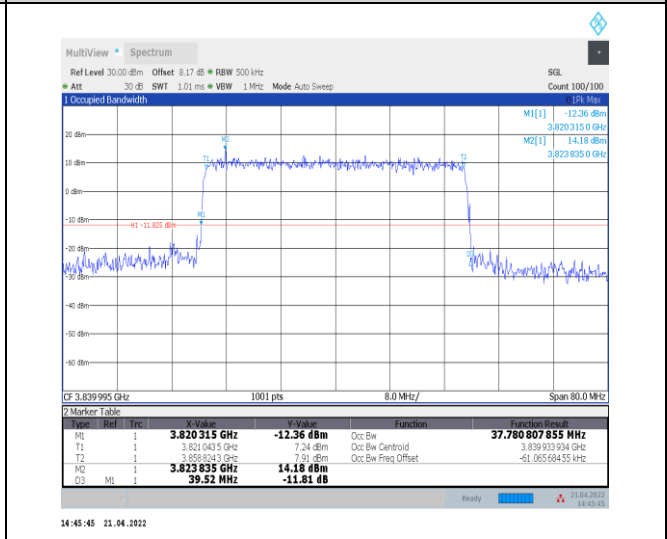 MultiView Spectrum
Ref Level 30.00 dBm Offset 8.17 dB RBW 500 kHz SGL
Att 30 dB SWT 1.01 ms VBW 1 MHz Mode Auto Sweep Count 100/100
1 Occupied Bandwidth 1Pk Max
M1[1] -12.36 dBm
3.820 315 0 GHz
M2[1] 14.18 dBm
3.823 835 0 GHz
20 dBm
M2
T1
T2
10 dBm
0 dBm
-10 dBm
M1
H1 -11.825 dBm
-20 dBm
D3
-30 dBm
-40 dBm
-50 dBm
-60 dBm
CF 3.839 995 GHz 1001 pts 8.0 MHz/ Span 80.0 MHz
2 Marker Table
Type Ref Trc X-Value Y-Value Function Function Result
M1 1 3.820 315 GHz -12.36 dBm Occ Bw 37.780 807 855 MHz
T1 1 3.821 043 5 GHz 7.24 dBm Occ Bw Centroid 3.839 933 934 GHz
T2 1 3.858 824 3 GHz 7.91 dBm Occ Bw Freq Offset -61.065 684 55 kHz
M2 1 3.823 835 GHz 14.18 dBm
D3 M1 1 39.52 MHz -11.81 dB
Ready 21.04.2022
14:45:45
14:45:45 21.04.2022